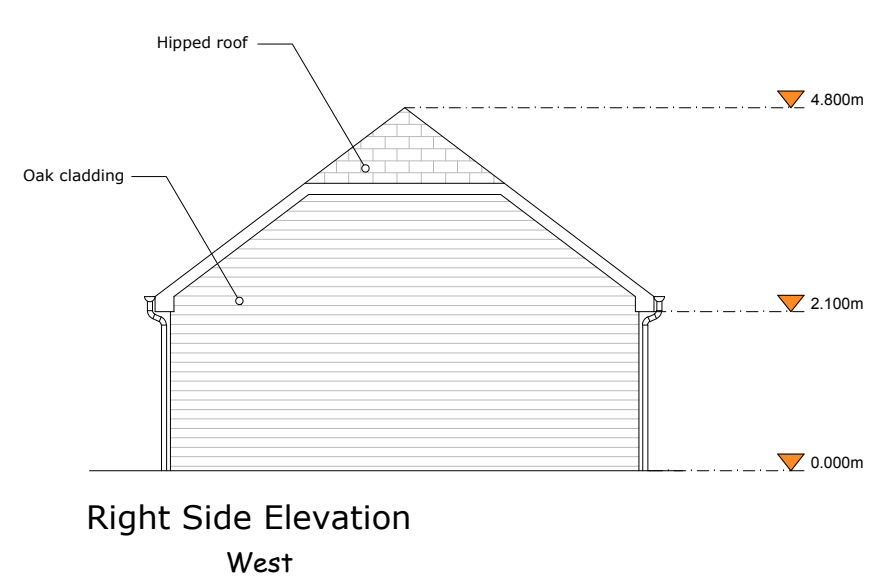 Hipped roof
4.800m
Oak cladding
2.100m
0.000m
Right Side Elevation
West